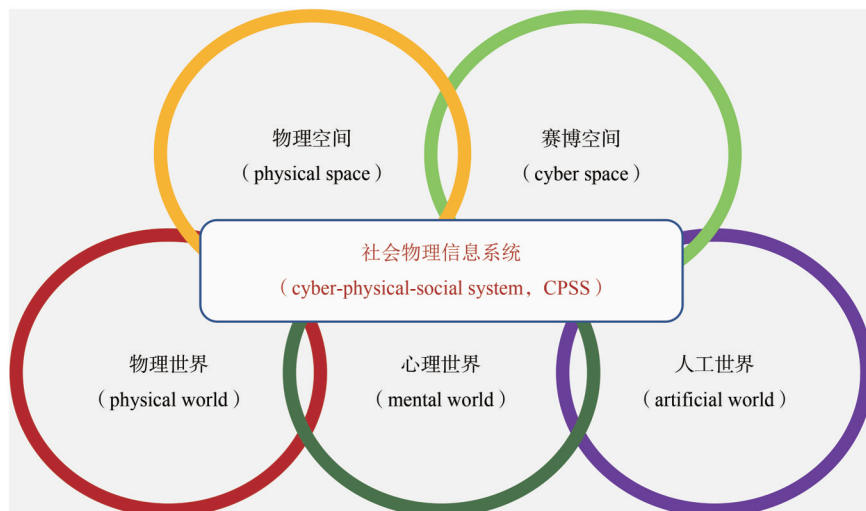 物理空间
（physical space）
赛博空间
（cyber space）
社会物理信息系统
（cyber-physical-social system，CPSS）
物理世界
（physical world）
心理世界
（mental world）
人工世界
（artificial world）